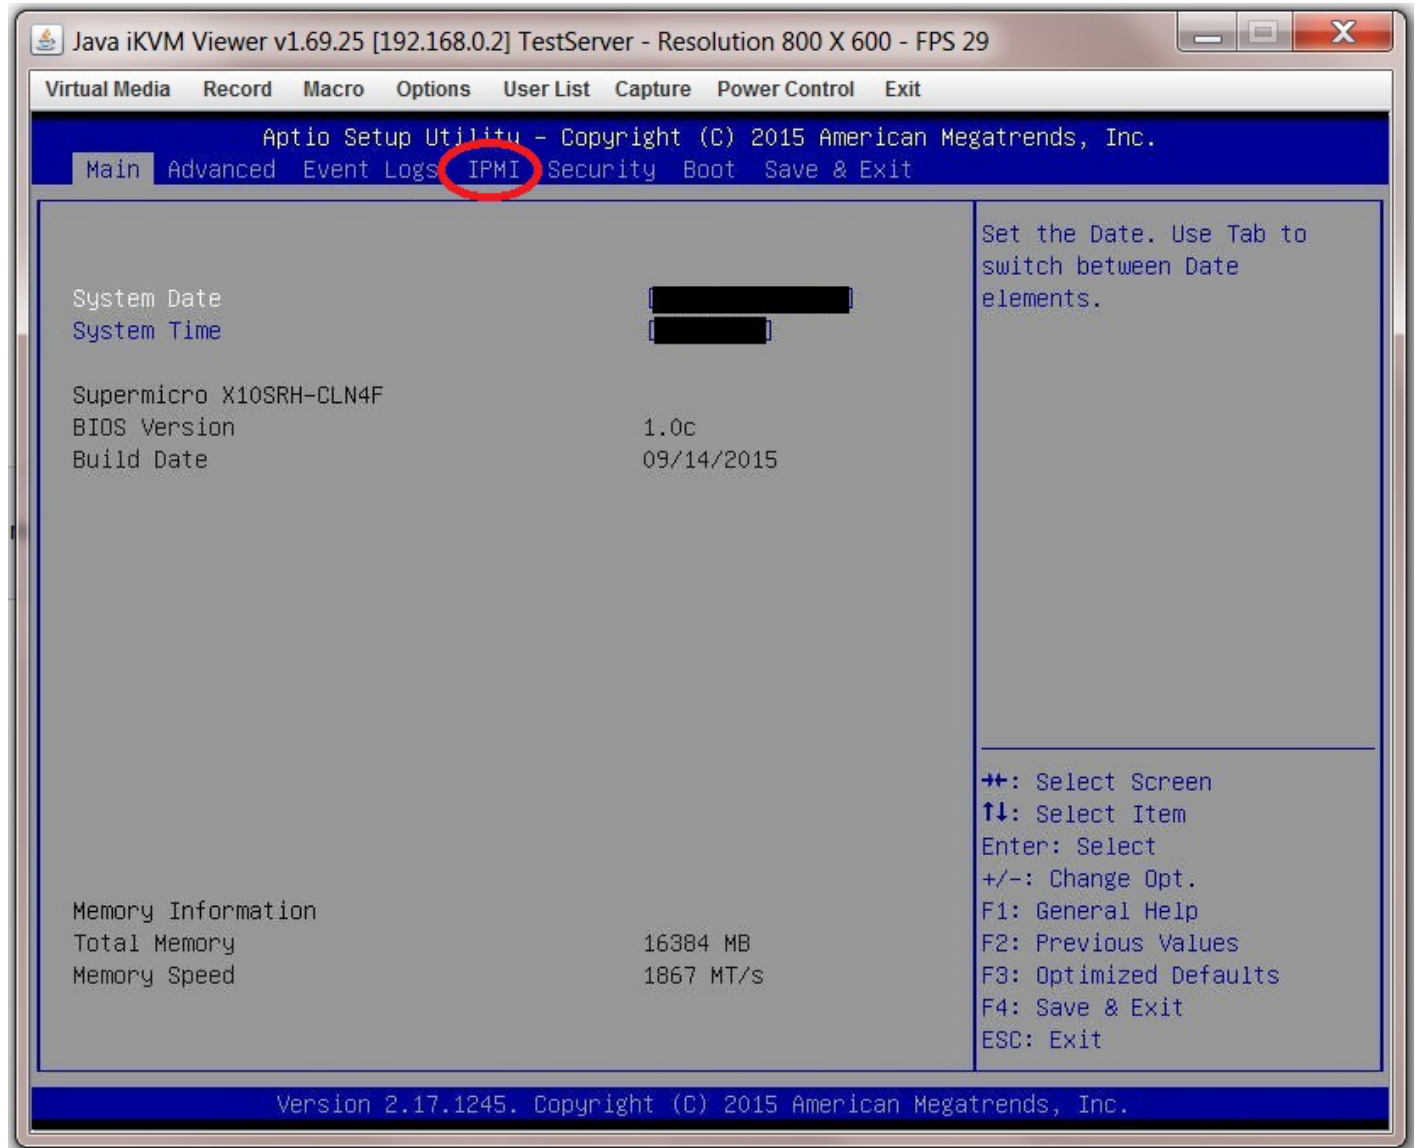 Java iKVM Viewer v1.69.25 [192.168.0.2] TestServer - Resolution 800 X 600 - FPS 29
Virtual Media Record Macro Options User List Capture Power Control Exit
Aptio Setup Utility – Copyright (C) 2015 American Megatrends, Inc.
Main Advanced Event Logs IPMI Security Boot Save & Exit
Set the Date. Use Tab to
switch between Date
elements.
System Date [ ]
System Time [ ]
Supermicro X10SRH-CLN4F
BIOS Version 1.0c
Build Date 09/14/2015
Memory Information
Total Memory 16384 MB
Memory Speed 1867 MT/s
→←: Select Screen
↑↓: Select Item
Enter: Select
+/-: Change Opt.
F1: General Help
F2: Previous Values
F3: Optimized Defaults
F4: Save & Exit
ESC: Exit
Version 2.17.1245. Copyright (C) 2015 American Megatrends, Inc.